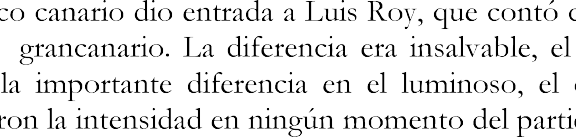 co canario dio entrada a Luis Roy, que contó
grancanario. La diferencia era insalvable, el
la importante diferencia en el luminoso, el
ron la intensidad en ningún momento del parti